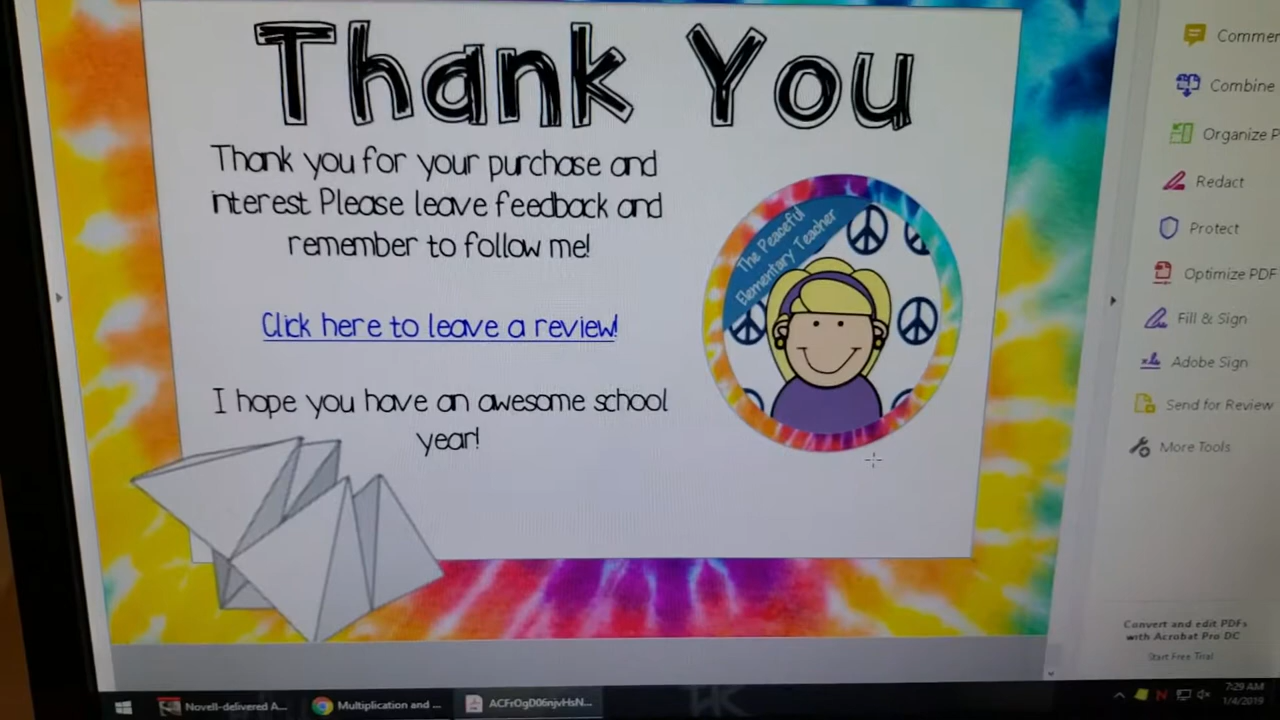 Thank You
Thank you for your purchase and
interest Please leave feedback and
remember to follow me!
Click here to leave a review!
I hope you have an awesome school
year!
The Peaceful
Elementary Teacher
Commen
Combine
Organize P
Redact
Protect
Optimize PDF
Fill & Sign
Adobe Sign
Send for Review
More Tools
Convert and edit PDFs
with Acrobat Pro DC
Start Free Trial
Novell-delivered A...
Multiplication and ...
ACFrOgD06njvHsN...
7:29 AM
1/4/2019